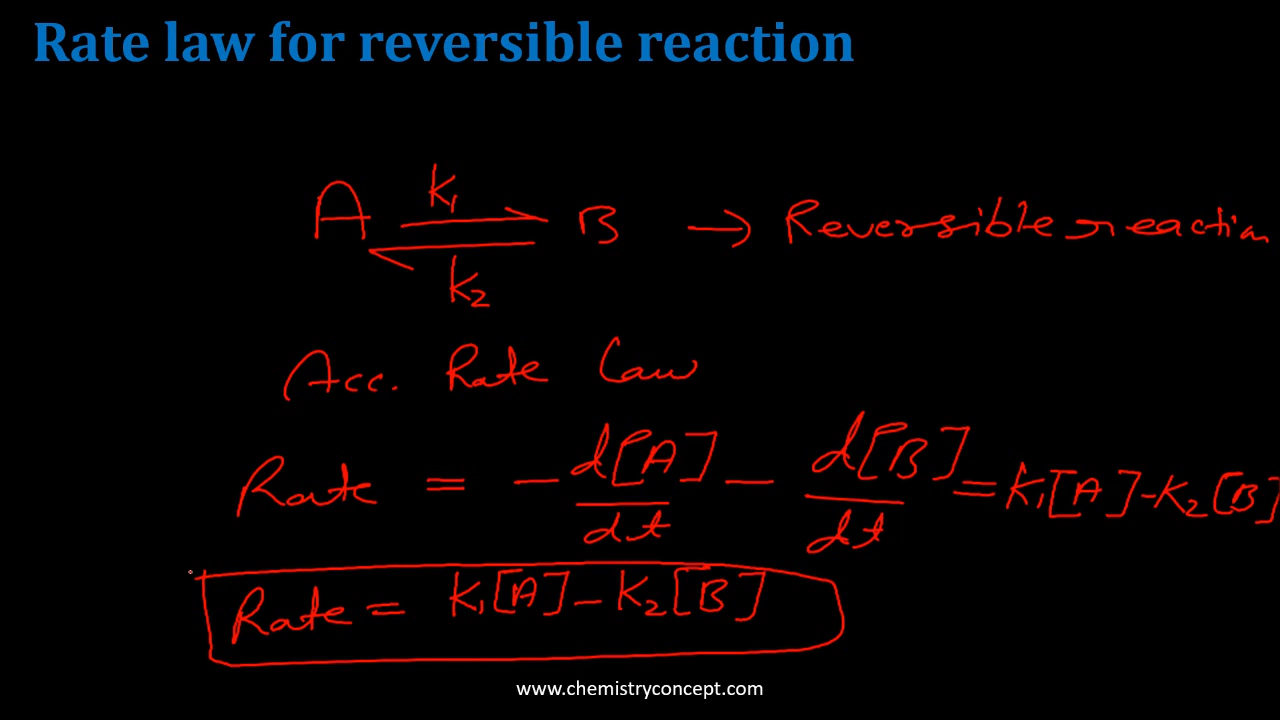 Rate law for reversible reaction
k₁
A ⇌ B → Reversible reaction
k₂
Acc. Rate law
Rate = - d[A]/dt - d[B]/dt = K₁[A] - K₂[B]
Rate = K₁[A] - K₂[B]
www.chemistryconcept.com